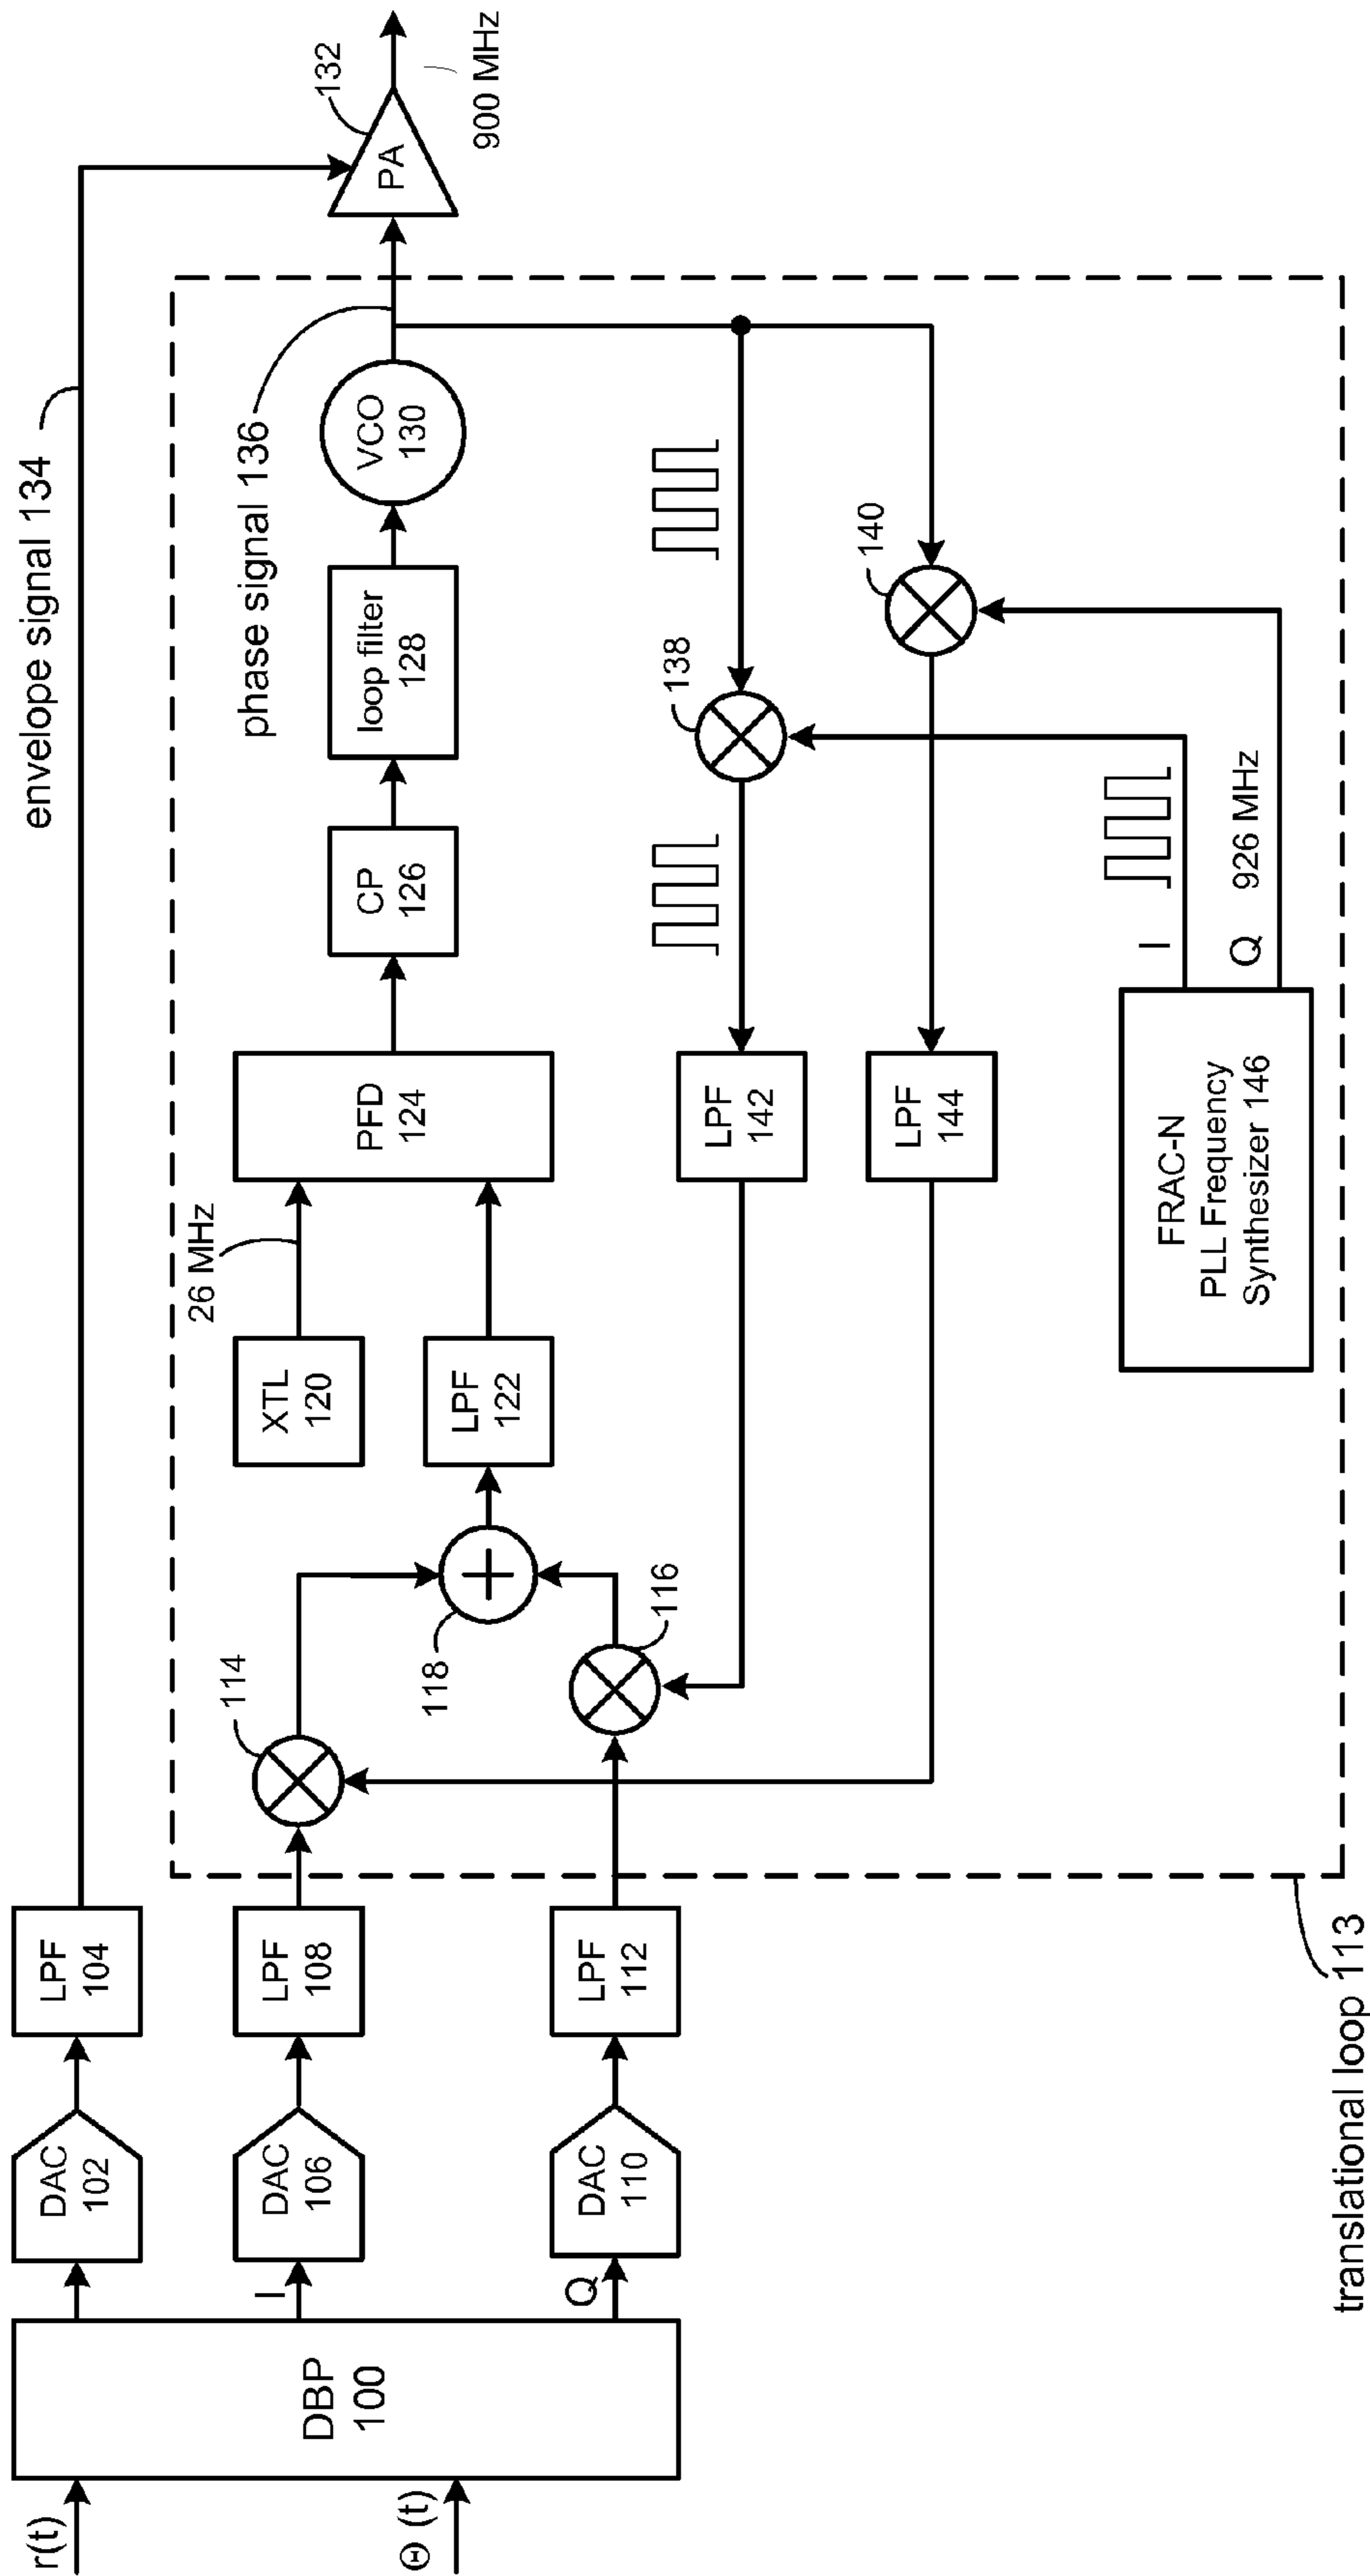 r(t)
Θ (t)
DBP
100
I
Q
DAC
102
DAC
106
DAC
110
LPF
104
LPF
108
LPF
112
translational loop 113
envelope signal 134
114
116
118
XTL
120
26 MHz
LPF
122
PFD
124
CP
126
loop filter
128
phase signal 136
VCO
130
PA
132
900 MHz
138
140
LPF
142
LPF
144
I
Q
926 MHz
FRAC-N
PLL Frequency
Synthesizer 146